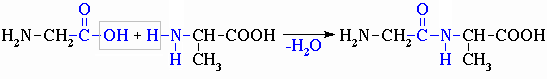 O O
H₂N-CH₂-C-OH + H-N-CH-COOH → H₂N-CH₂-C-N-CH-COOH
-H₂O
H CH₃ H CH₃